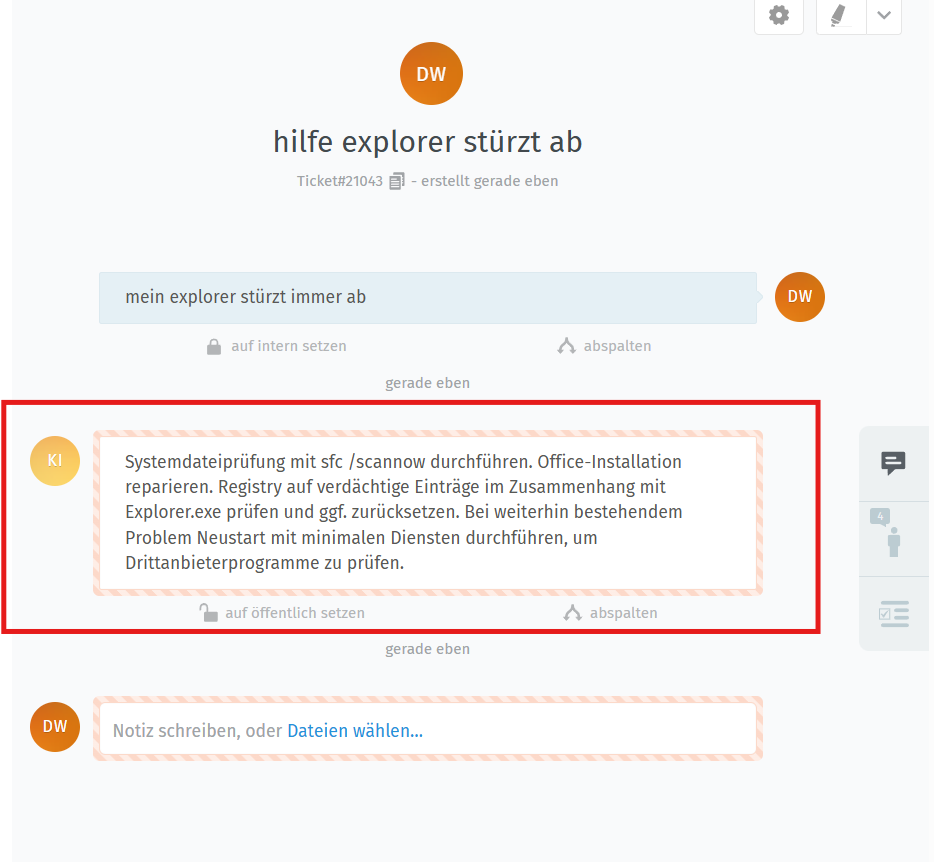 DW
hilfe explorer stürzt ab
Ticket#21043 - erstellt gerade eben
mein explorer stürzt immer ab
DW
auf intern setzen
abspalten
gerade eben
KI
Systemdateiprüfung mit sfc /scannow durchführen. Office-Installation
reparieren. Registry auf verdächtige Einträge im Zusammenhang mit
Explorer.exe prüfen und ggf. zurücksetzen. Bei weiterhin bestehendem
Problem Neustart mit minimalen Diensten durchführen, um
Drittanbieterprogramme zu prüfen.
4
auf öffentlich setzen
abspalten
gerade eben
DW
Notiz schreiben, oder Dateien wählen...